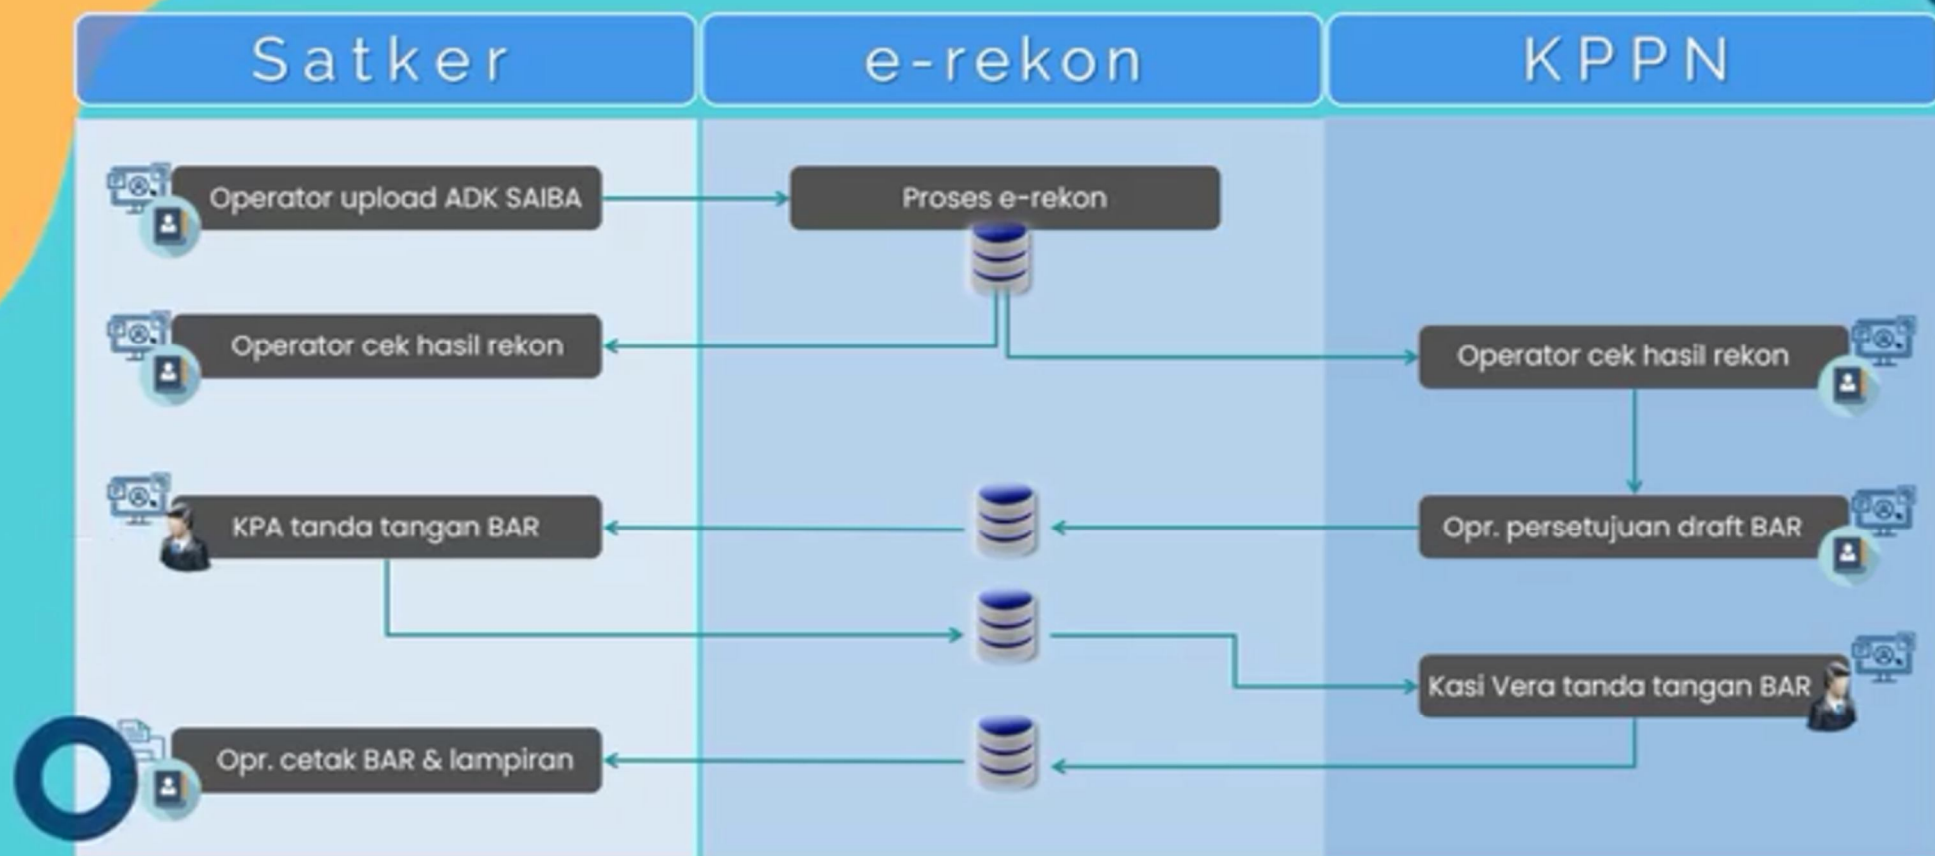 Satker
e-rekon
KPPN
Operator upload ADK SAIBA
Proses e-rekon
Operator cek hasil rekon
Operator cek hasil rekon
KPA tanda tangan BAR
Opr. persetujuan draft BAR
Kasi Vera tanda tangan BAR
Opr. cetak BAR & lampiran